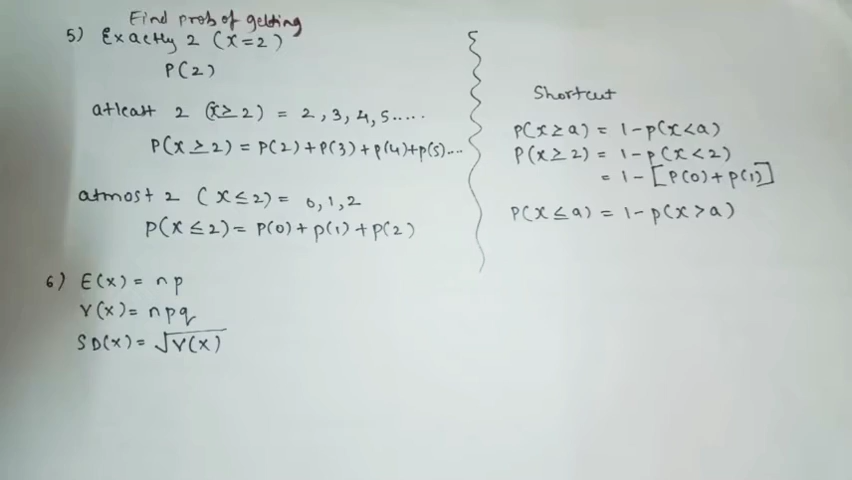 Find prob of getting
5) Exactly 2 (x=2)
P(2)
atleast 2 (x≥2) = 2,3,4,5.....
P(x≥2) = P(2)+P(3)+p(4)+p(5)...
atmost 2 (x≤2) = 0,1,2
P(x≤2) = P(0)+p(1)+p(2)
Shortcut
P(x≥a) = 1-p(x<a)
P(x≥2) = 1-p(x<2)
= 1-[P(0)+p(1)]
P(x≤a) = 1-p(x>a)
6) E(x) = np
V(x) = npq
SD(x) = √V(x)